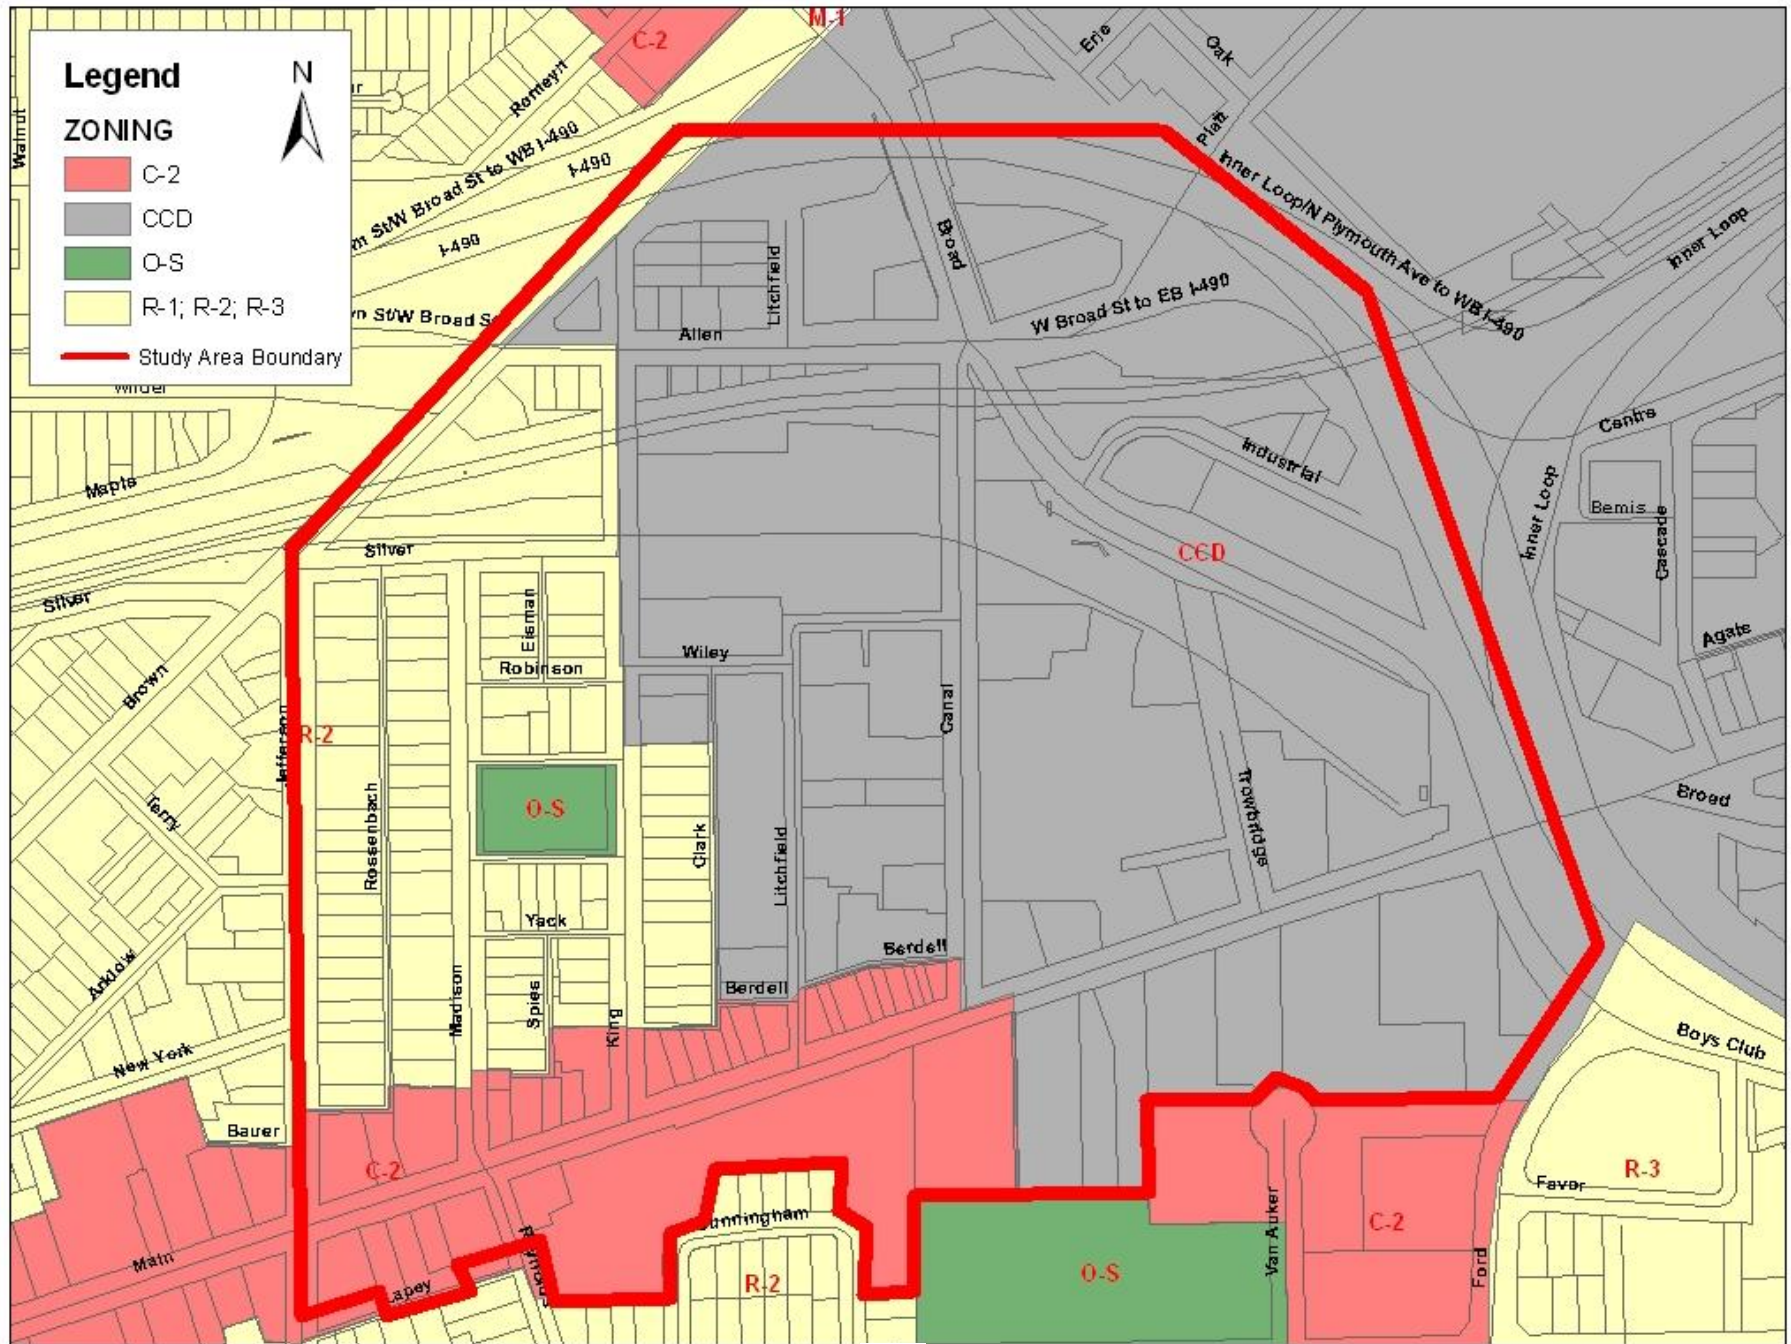 Legend
N
ZONING
C-2
CCD
O-S
R-1; R-2; R-3
Study Area Boundary
M-1
C-2
Erie
Oak
Romeyn
Walnut
Platt
St/W Broad St to WB I-490
I-490
I-490
Inner Loop/N Plymouth Ave to WB I-490
Inner Loop
Broad
Litchfield
W Broad St to EB I-490
St/W Broad
Allen
Wilder
Centre
Maple
Industrial
Inner Loop
Bemis
Cascade
Silver
CCD
Silver
Eisman
Agate
Wiley
Robinson
Brown
Canal
Jefferson
R-2
Terry
Rossenbach
O-S
Clark
Litchfield
Trowbridge
Broad
Yack
Berdell
Arklow
Berdell
Madison
Spies
King
New York
Boys Club
Bauer
C-2
R-3
Favor
Cunningham
C-2
Main
Van Auker
Ford
Lapey
R-2
O-S